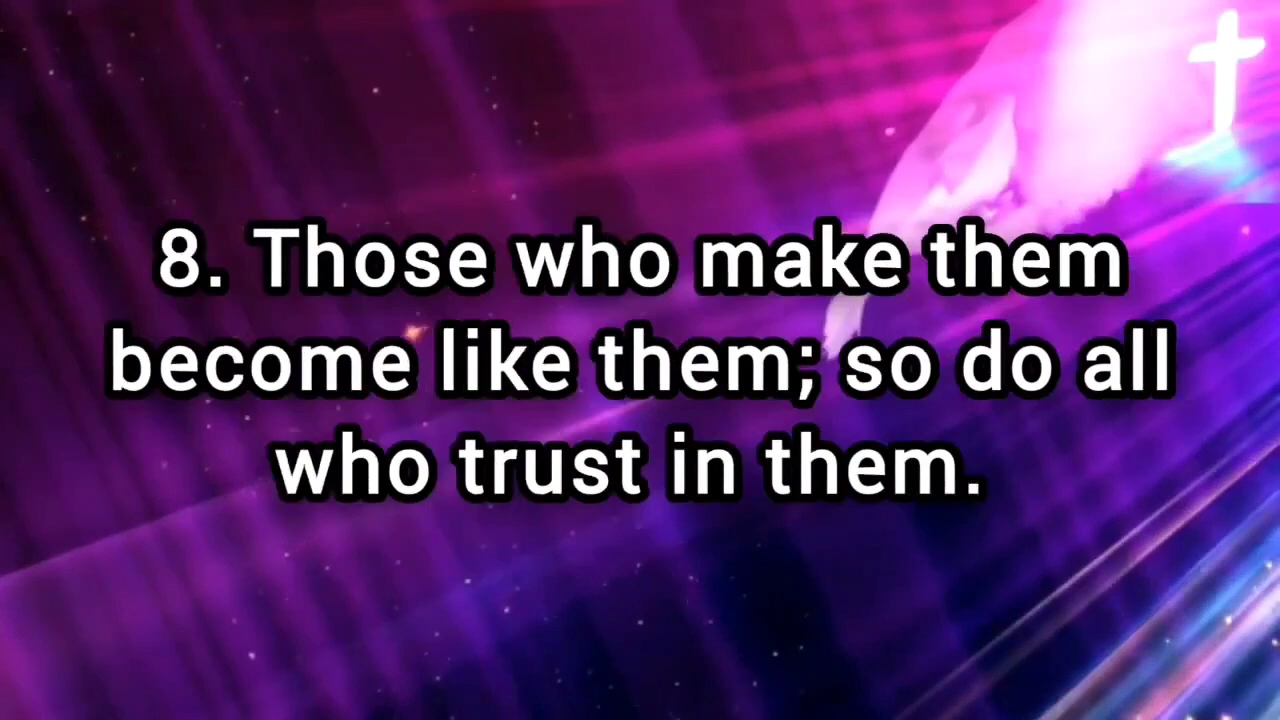 8. Those who make them
become like them; so do all
who trust in them.